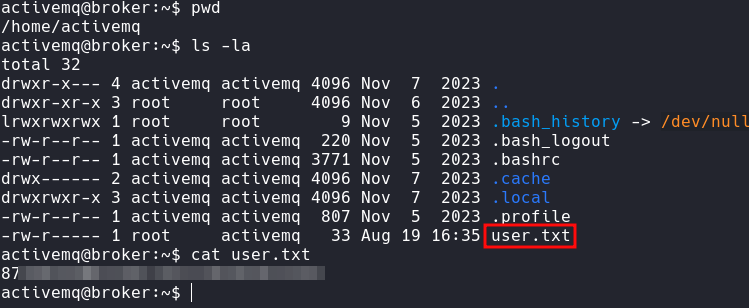 activemq@broker:~$ pwd
/home/activemq
activemq@broker:~$ ls -la
total 32
drwxr-x--- 4 activemq activemq 4096 Nov  7  2023 .
drwxr-xr-x 3 root     root     4096 Nov  6  2023 ..
lrwxrwxrwx 1 root     root        9 Nov  5  2023 .bash_history -> /dev/null
-rw-r--r-- 1 activemq activemq  220 Nov  5  2023 .bash_logout
-rw-r--r-- 1 activemq activemq 3771 Nov  5  2023 .bashrc
drwx------ 2 activemq activemq 4096 Nov  7  2023 .cache
drwxrwxr-x 3 activemq activemq 4096 Nov  7  2023 .local
-rw-r--r-- 1 activemq activemq  807 Nov  5  2023 .profile
-rw-r----- 1 root     activemq   33 Aug 19 16:35 user.txt
activemq@broker:~$ cat user.txt
87
activemq@broker:~$